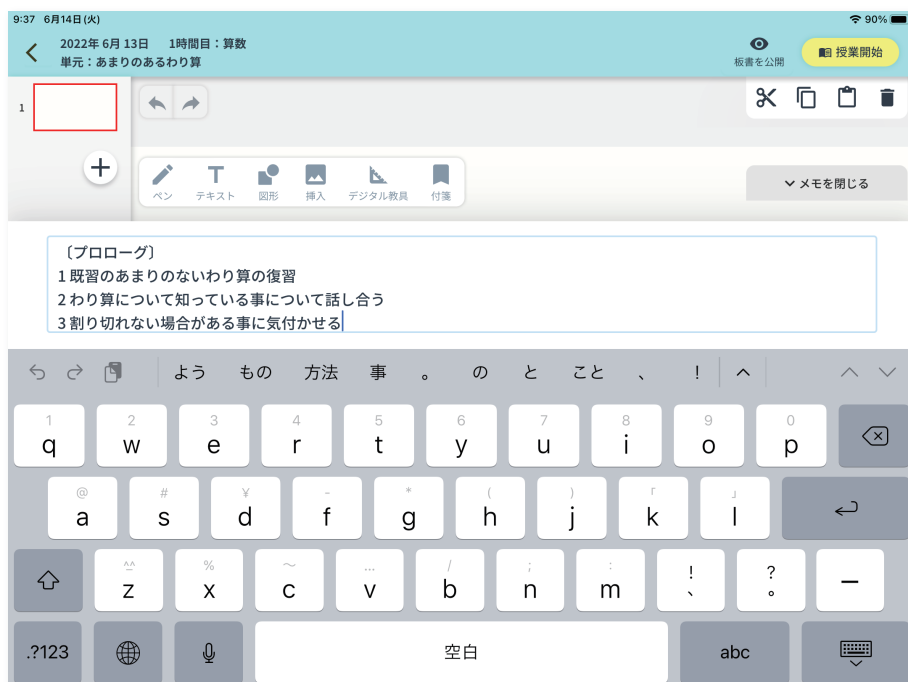 9:37 6月14日(火)
90%
2022年 6月 13日 1時間目：算数
単元：あまりのあるわり算
板書を公開
授業開始
1
ペン テキスト 図形 挿入 デジタル教具 付箋
メモを閉じる
〔プロローグ〕
1 既習のあまりのないわり算の復習
2 わり算について知っている事について話し合う
3 割り切れない場合がある事に気付かせる
よう もの 方法 事 。 の と こと 、 !
1 2 3 4 5 6 7 8 9 0
q w e r t y u i o p
@ # ¥ - * ( ) 「 」
a s d f g h j k l
^^ % 〜 … / ; : ! ?
z x c v b n m 、 。 ー
.?123 空白 abc